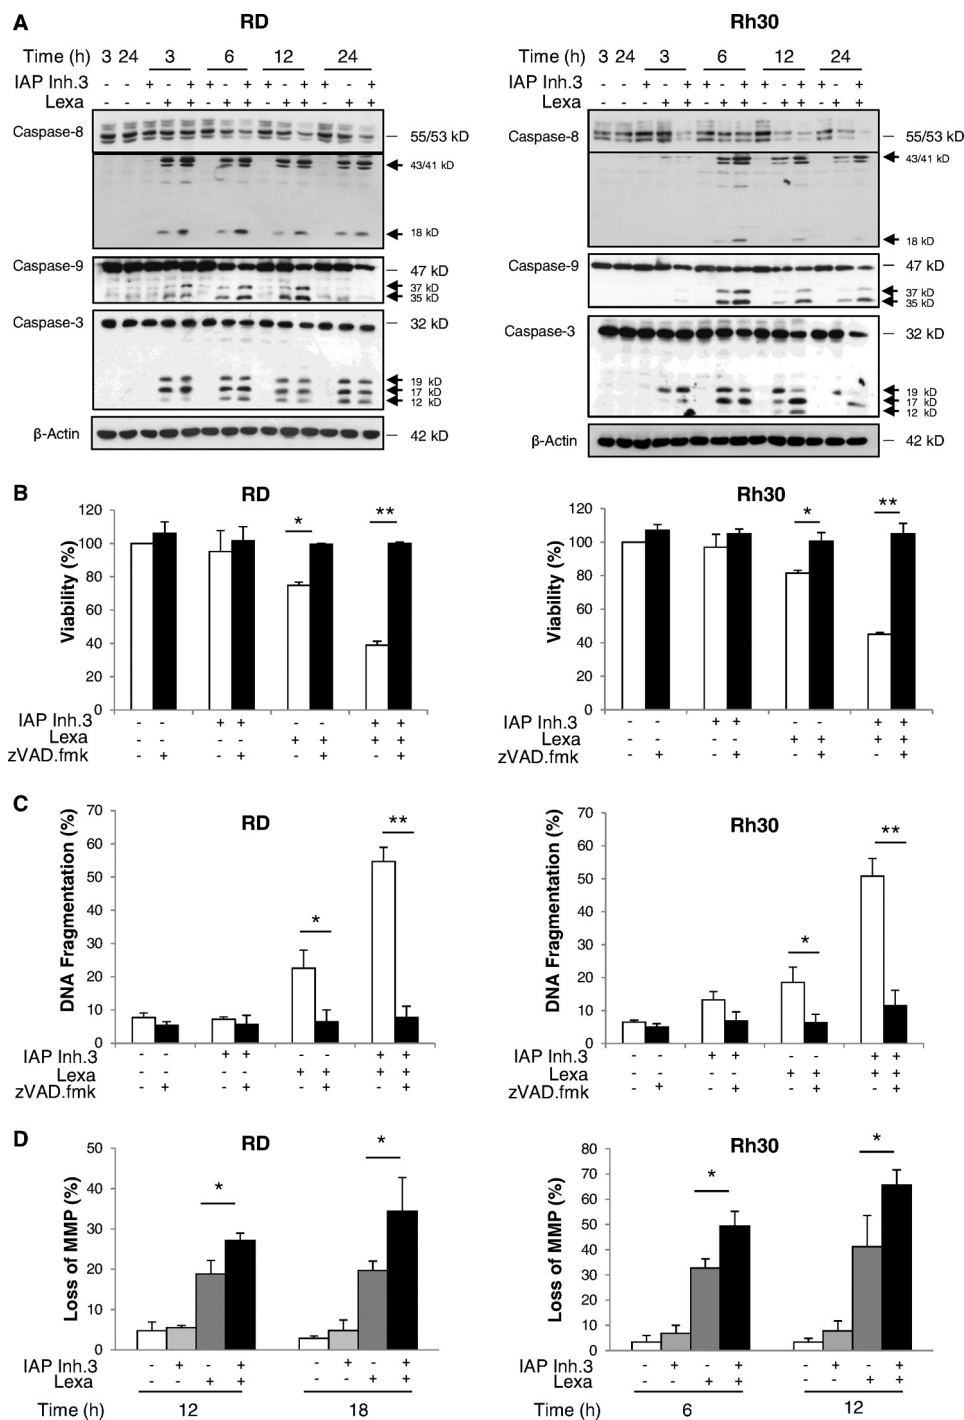 A
RD
Rh30
Time (h) 3 24 3 6 12 24
IAP Inh.3 - - + - + + - + + - + + - +
Lexa - - - + + - + + - + + - + +
Caspase-8
55/53 kD
43/41 kD
18 kD
Caspase-9
47 kD
37 kD
35 kD
Caspase-3
32 kD
19 kD
17 kD
12 kD
β-Actin
42 kD
Time (h) 3 24 3 6 12 24
IAP Inh.3 - - + - + + - + + - + + - +
Lexa - - - + + - + + - + + - + +
Caspase-8
55/53 kD
43/41 kD
18 kD
Caspase-9
47 kD
37 kD
35 kD
Caspase-3
32 kD
19 kD
17 kD
12 kD
β-Actin
42 kD
B
RD
Viability (%)
120
100
80
60
40
20
0
*
**
IAP Inh.3 - - + + - - + +
Lexa - - - - + + + +
zVAD.fmk - + - + - + - +
Rh30
Viability (%)
120
100
80
60
40
20
0
*
**
IAP Inh.3 - - + + - - + +
Lexa - - - - + + + +
zVAD.fmk - + - + - + - +
C
RD
DNA Fragmentation (%)
70
60
50
40
30
20
10
0
*
**
IAP Inh.3 - - + + - - + +
Lexa - - - - + + + +
zVAD.fmk - + - + - + - +
Rh30
DNA Fragmentation (%)
70
60
50
40
30
20
10
0
*
**
IAP Inh.3 - - + + - - + +
Lexa - - - - + + + +
zVAD.fmk - + - + - + - +
D
RD
Loss of MMP (%)
50
40
30
20
10
0
*
*
IAP Inh.3 - + - + - + - +
Lexa - - + + - - + +
Time (h) 12 18
Rh30
Loss of MMP (%)
80
70
60
50
40
30
20
10
0
*
*
IAP Inh.3 - + - + - + - +
Lexa - - + + - - + +
Time (h) 6 12